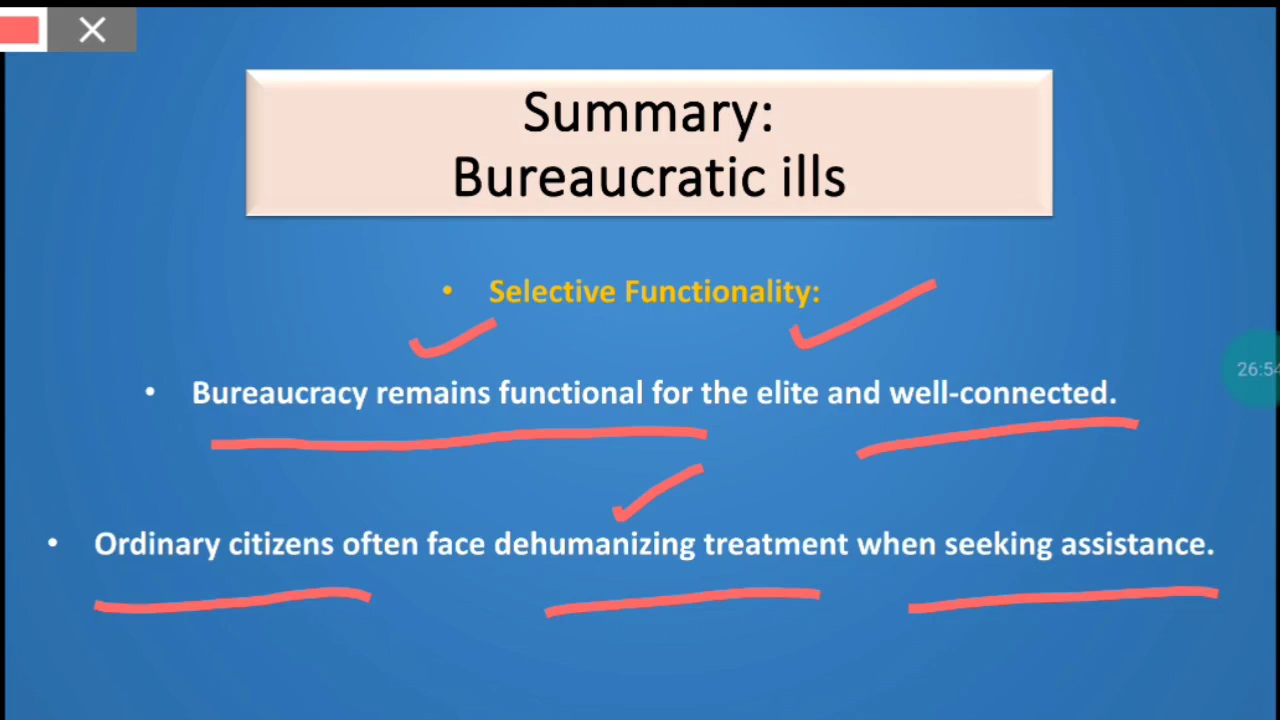 Summary:
Bureaucratic ills
• Selective Functionality:
• Bureaucracy remains functional for the elite and well-connected.
26:54
• Ordinary citizens often face dehumanizing treatment when seeking assistance.